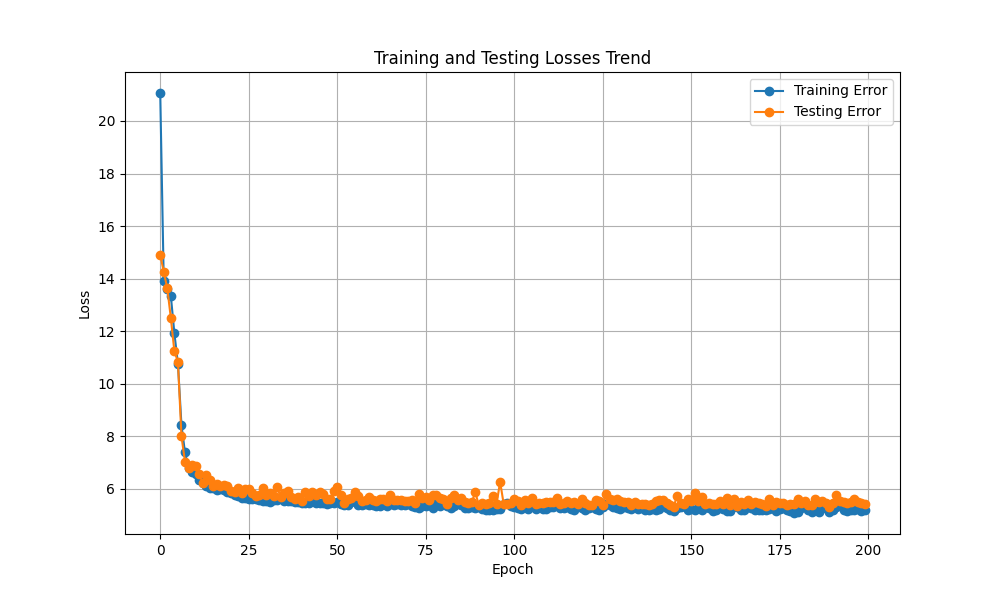 Training and Testing Losses Trend
Training Error
Testing Error
20
18
16
14
12
10
8
6
Loss
0 25 50 75 100 125 150 175 200
Epoch